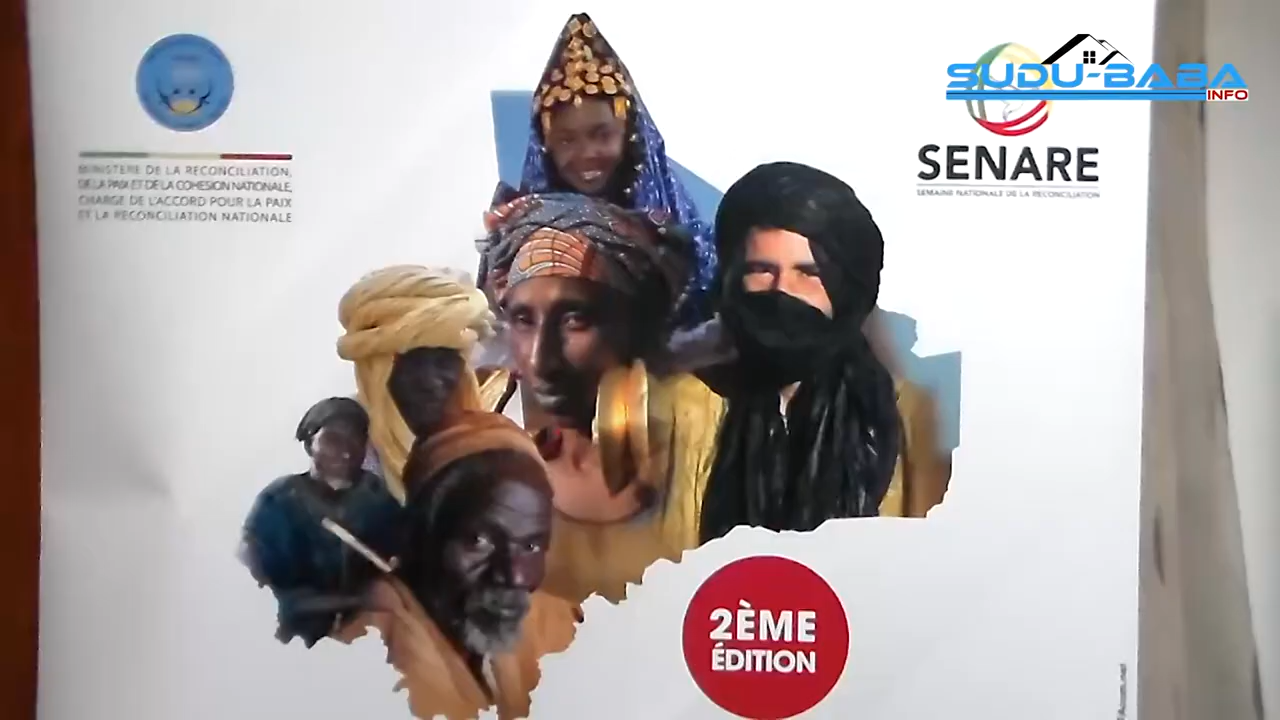 MINISTERE DE LA RECONCILIATION,
DE LA PAIX ET DE LA COHESION NATIONALE,
CHARGE DE L'ACCORD POUR LA PAIX
ET LA RECONCILIATION NATIONALE
SUDU-BABA
INFO
SENARE
SEMAINE NATIONALE DE LA RECONCILIATION
2ÈME
ÉDITION